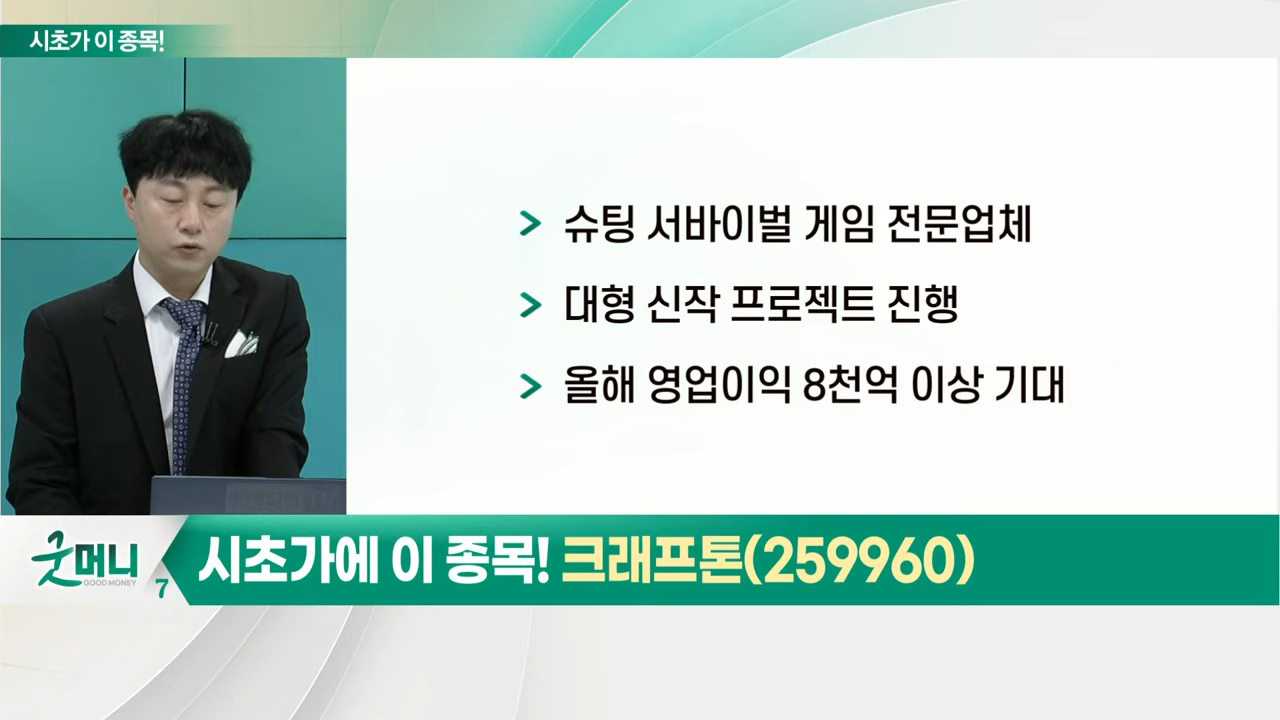 시초가 이 종목!
> 슈팅 서바이벌 게임 전문업체
> 대형 신작 프로젝트 진행
> 올해 영업이익 8천억 이상 기대
굿머니
GOOD MONEY
7
시초가에 이 종목! 크래프톤(259960)